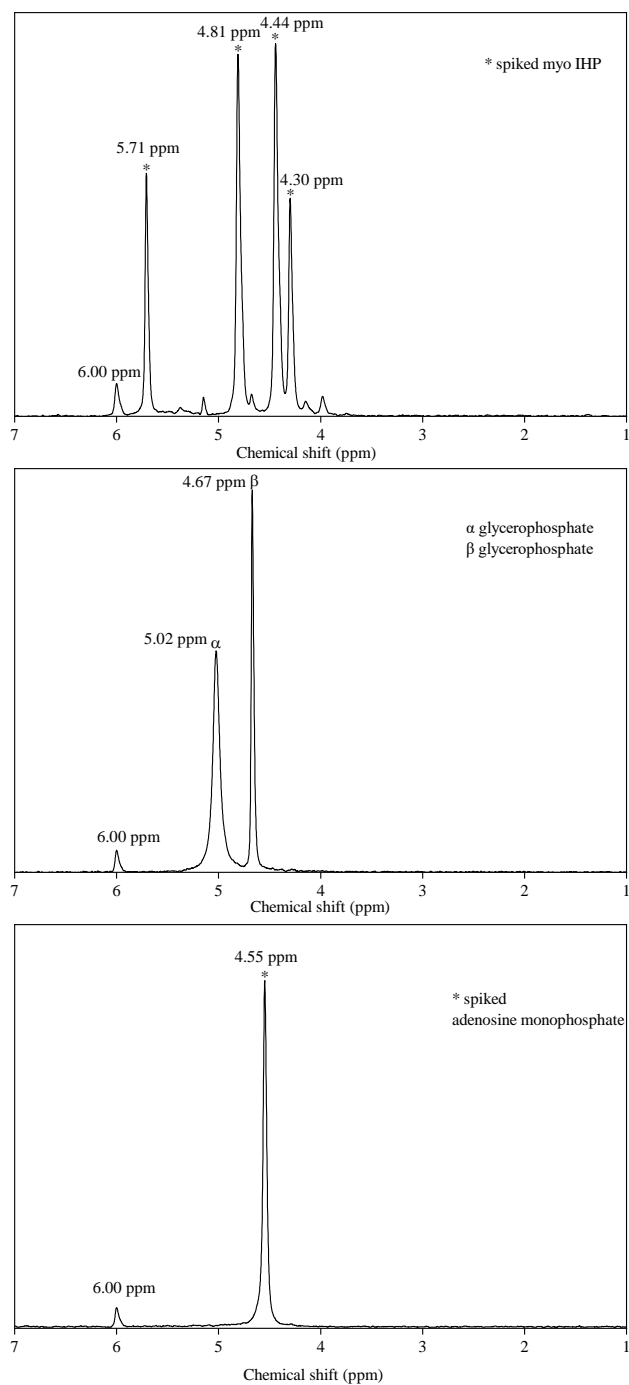 4.81 ppm
*
4.44 ppm
*
* spiked myo IHP
5.71 ppm
*
4.30 ppm
*
6.00 ppm
7 6 5 4 3 2 1
Chemical shift (ppm)
4.67 ppm β
α glycerophosphate
β glycerophosphate
5.02 ppm α
6.00 ppm
7 6 5 4 3 2 1
Chemical shift (ppm)
4.55 ppm
*
* spiked
adenosine monophosphate
6.00 ppm
7 6 5 4 3 2 1
Chemical shift (ppm)